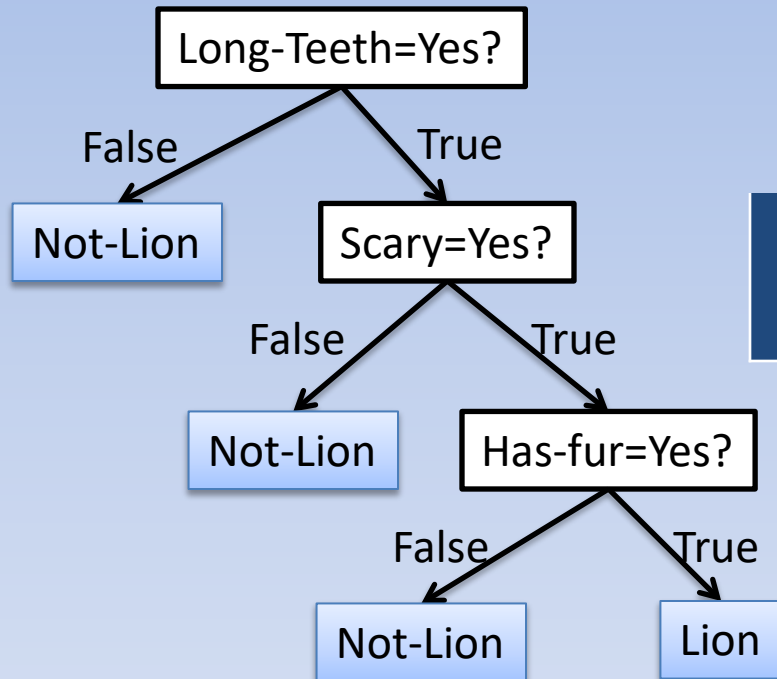 Long-Teeth=Yes?
False
True
Not-Lion
Scary=Yes?
False
True
Not-Lion
Has-fur=Yes?
False
True
Not-Lion
Lion